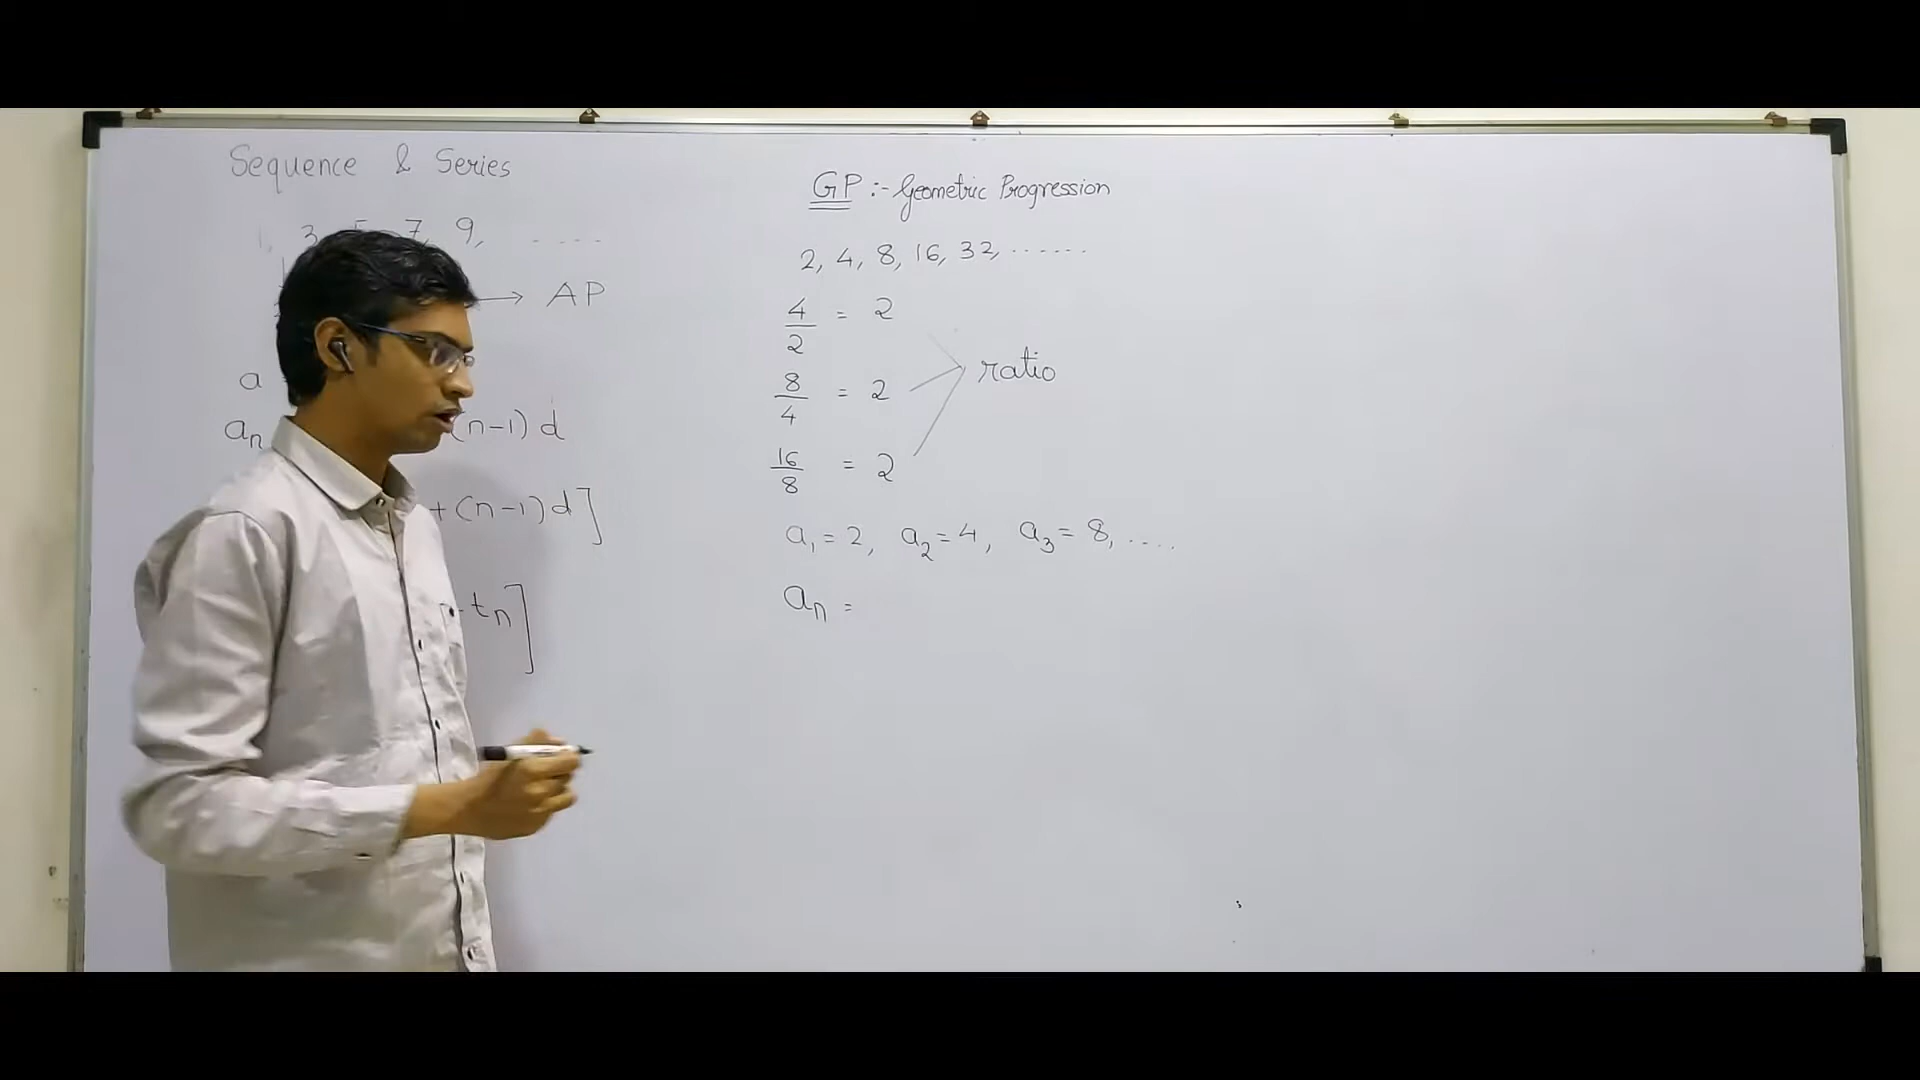 Sequence & Series
1, 3, 5, 7, 9, .....
→ AP
a
an (n-1) d
+ (n-1) d]
tn]
GP :- Geometric Progression
2, 4, 8, 16, 32, ......
4/2 = 2
8/4 = 2
16/8 = 2
ratio
a1 = 2, a2 = 4, a3 = 8, ....
an =